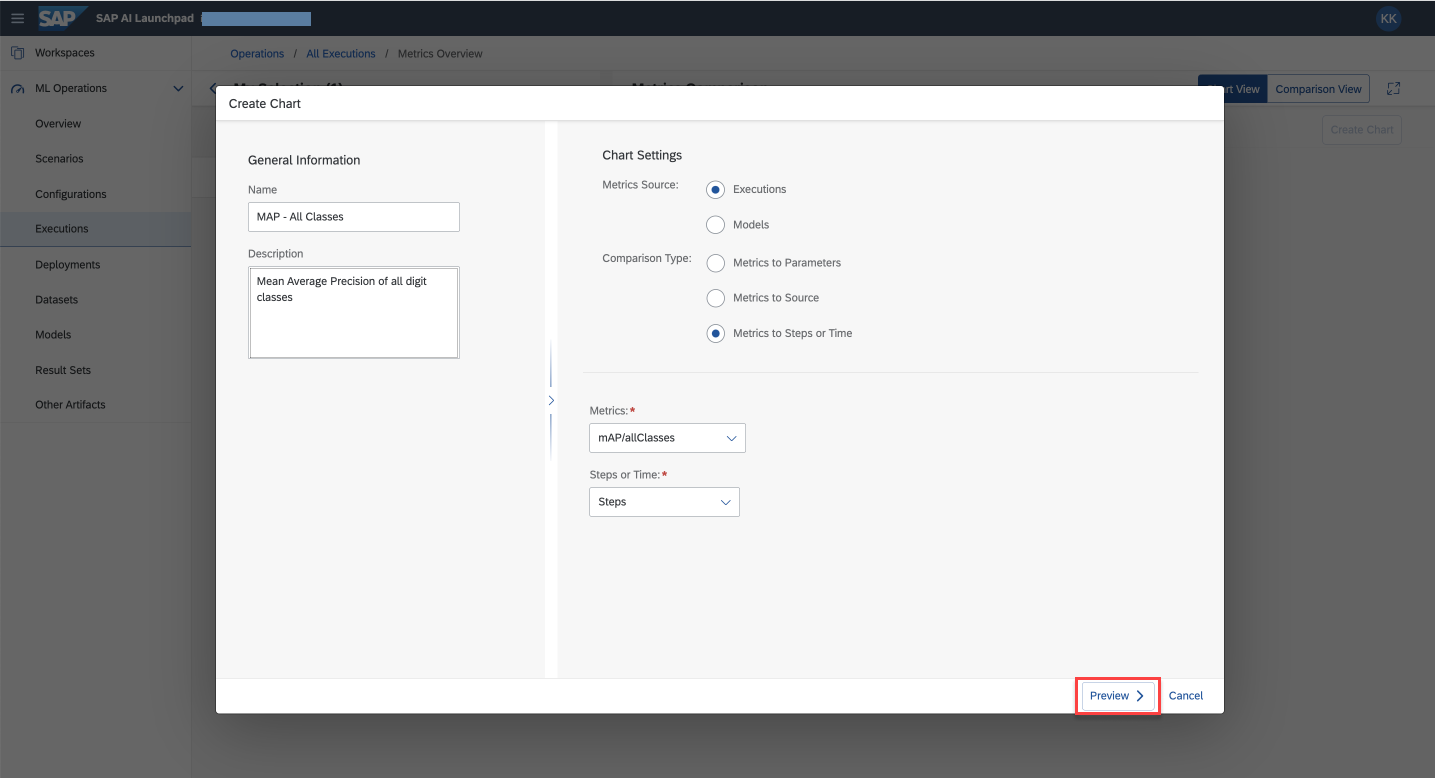 SAP
SAP AI Launchpad
KK
Workspaces
ML Operations
Overview
Scenarios
Configurations
Executions
Deployments
Datasets
Models
Result Sets
Other Artifacts
Operations / All Executions / Metrics Overview
Comparison View
Create Chart
Create Chart
General Information
Name
MAP - All Classes
Description
Mean Average Precision of all digit
classes
Chart Settings
Metrics Source:
Executions
Models
Comparison Type:
Metrics to Parameters
Metrics to Source
Metrics to Steps or Time
Metrics:*
mAP/allClasses
Steps or Time:*
Steps
Preview
Cancel